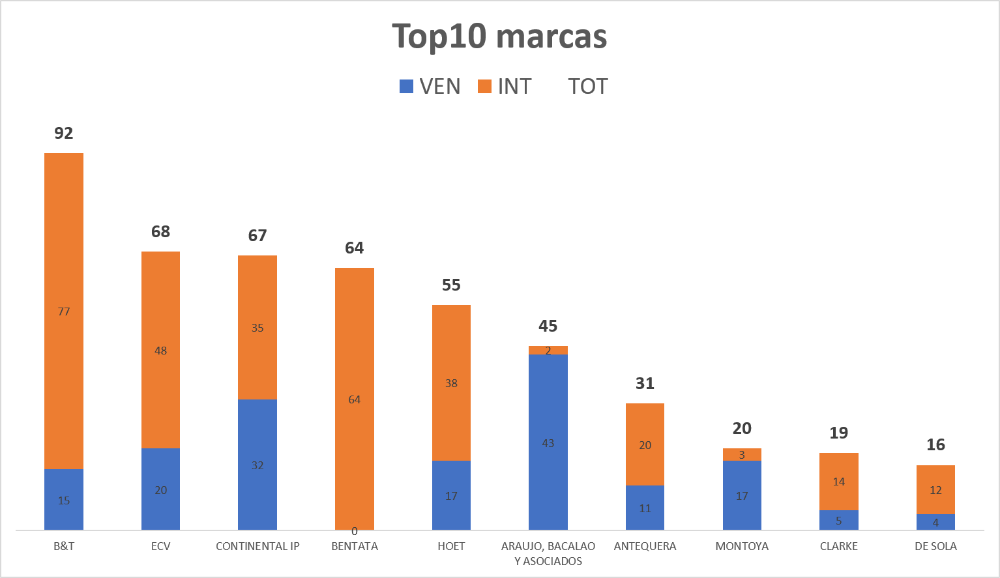 Top10 marcas
VEN INT TOT
92
68
67
64
55
45
31
20
19
16
77
48
35
64
38
2
20
3
14
12
15
20
32
0
17
43
11
17
5
4
B&T
ECV
CONTINENTAL IP
BENTATA
HOET
ARAUJO, BACALAO
Y ASOCIADOS
ANTEQUERA
MONTOYA
CLARKE
DE SOLA